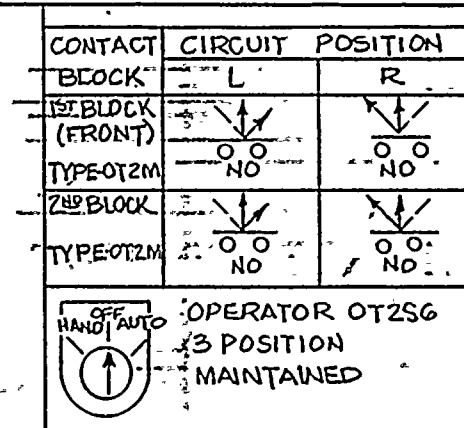 CONTACT CIRCUIT POSITION
BLOCK L R
1ST BLOCK
(FRONT)
TYPE-OT2M NO NO
2ND BLOCK
TYPE-OT2M NO NO
HAND OFF AUTO
OPERATOR OT2S6
3 POSITION
MAINTAINED